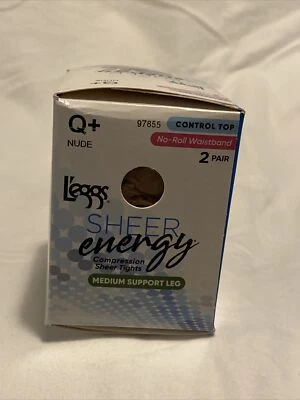 Q+
97855
CONTROL TOP
NUDE
No-Roll Waistband
2 PAIR
L'eggs
SHEER
energy
Compression
Sheer Tights
MEDIUM SUPPORT LEG